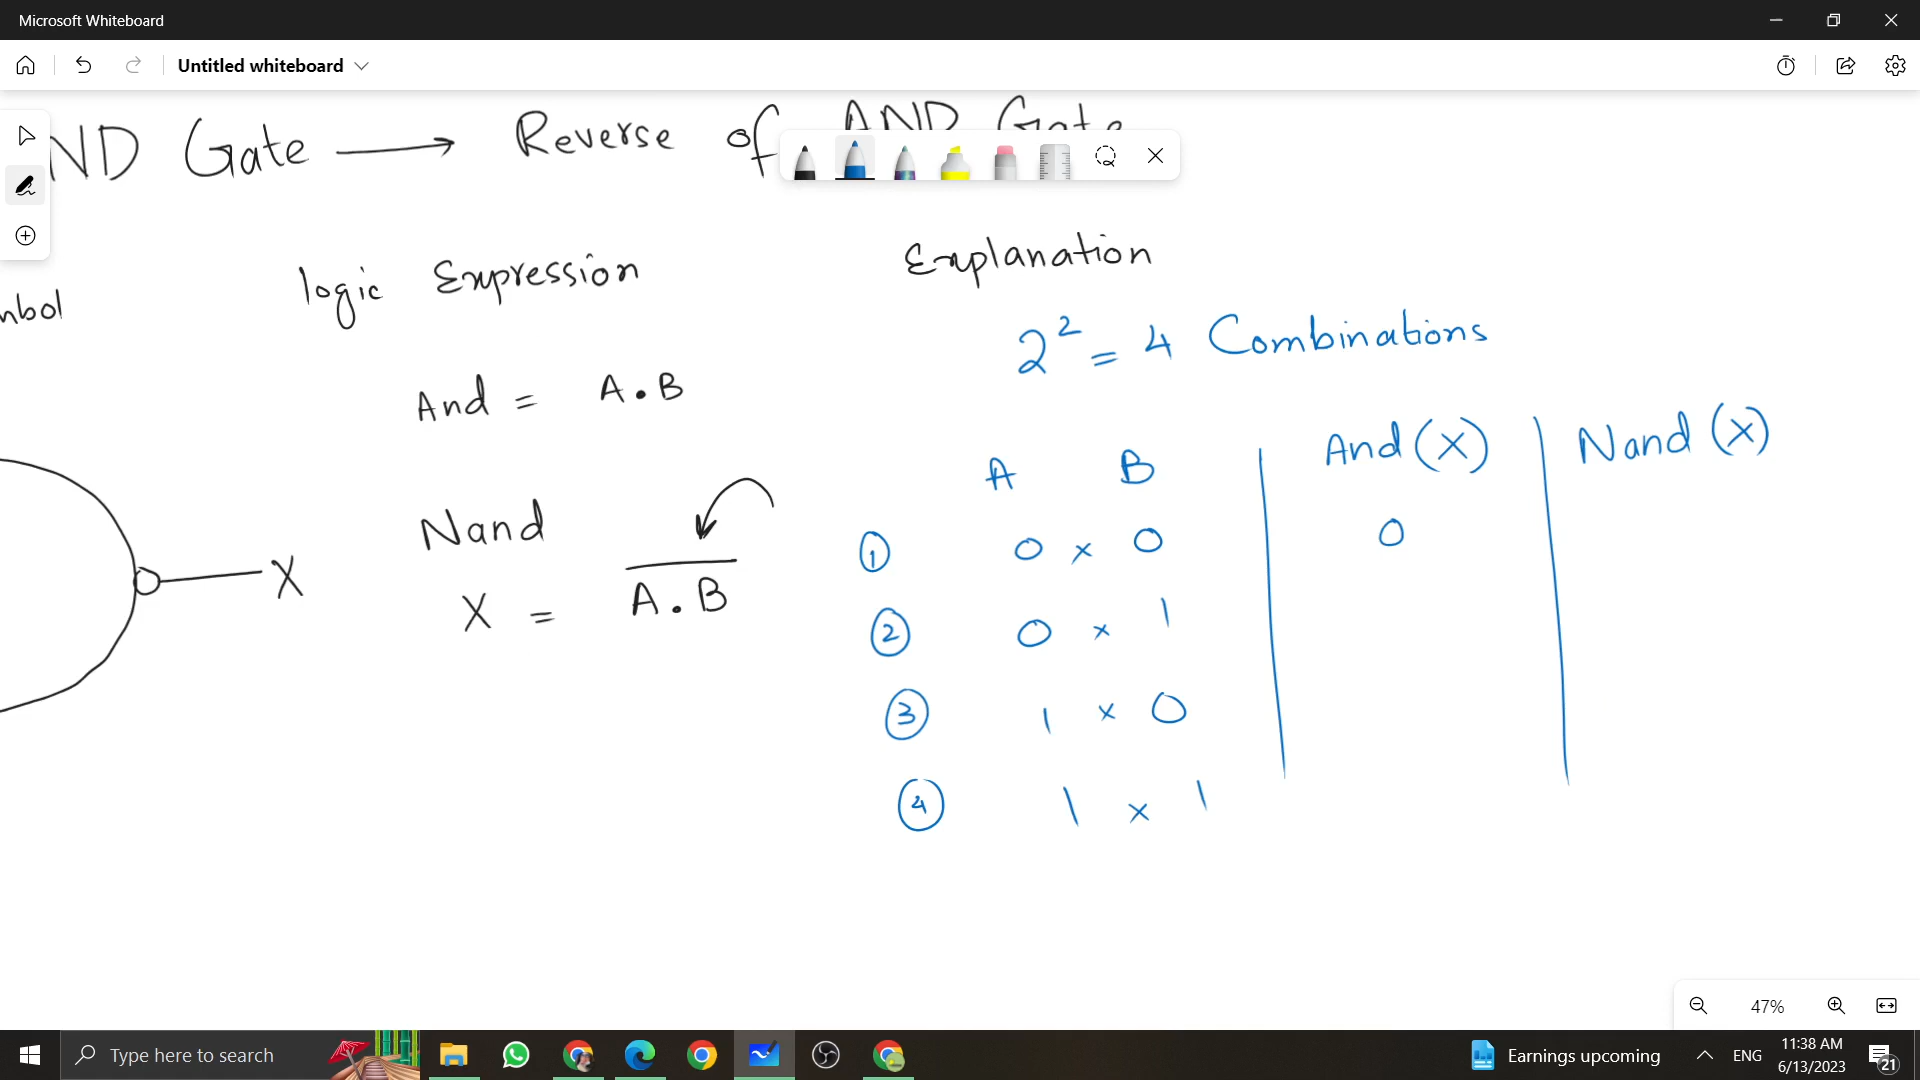 Microsoft Whiteboard
Untitled whiteboard
ND Gate → Reverse of AND Gate
mbol
logic Expression
Explanation
2² = 4 Combinations
And = A.B
A B And (X) Nand (X)
① 0 x 0 0
② 0 x 1
③ 1 x 0
④ 1 x 1
Nand
X = A̅.̅B̅
X
47%
Type here to search
Earnings upcoming
ENG
11:38 AM
6/13/2023
21